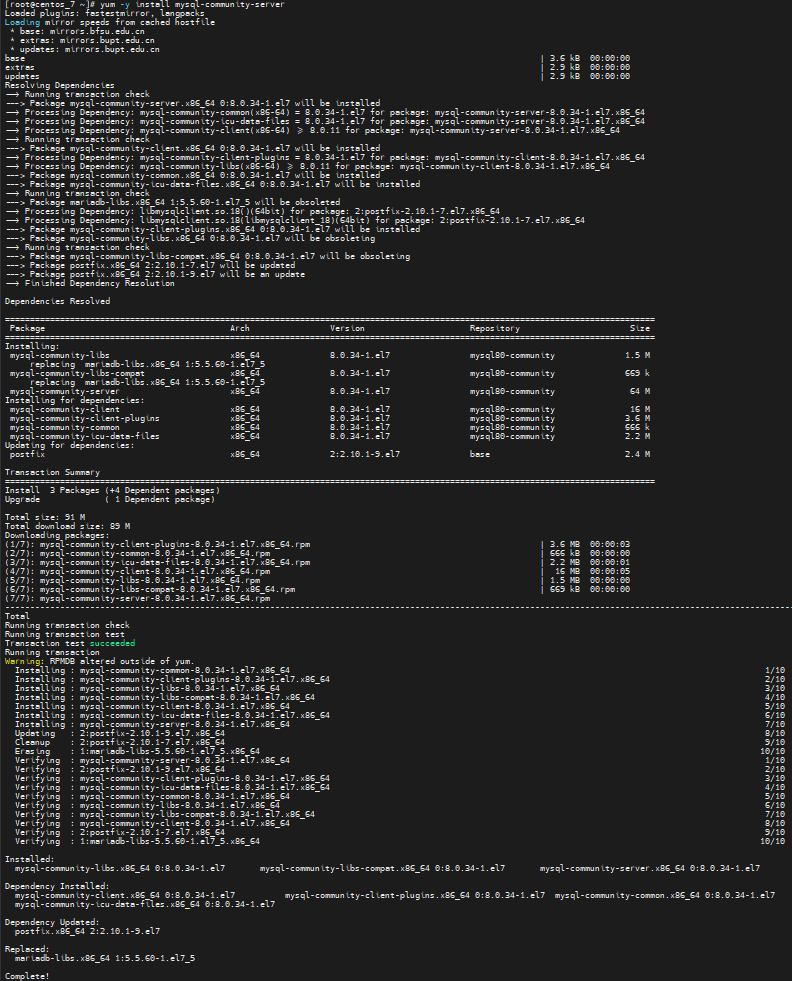 [root@centos_7 ~]# yum -y install mysql-community-server
Loaded plugins: fastestmirror, langpacks
Loading mirror speeds from cached hostfile
 * base: mirrors.bfsu.edu.cn
 * extras: mirrors.bupt.edu.cn
 * updates: mirrors.bupt.edu.cn
base | 3.6 kB 00:00:00
extras | 2.9 kB 00:00:00
updates | 2.9 kB 00:00:00
Resolving Dependencies
--> Running transaction check
---> Package mysql-community-server.x86_64 0:8.0.34-1.el7 will be installed
--> Processing Dependency: mysql-community-common(x86-64) = 8.0.34-1.el7 for package: mysql-community-server-8.0.34-1.el7.x86_64
--> Processing Dependency: mysql-community-icu-data-files = 8.0.34-1.el7 for package: mysql-community-server-8.0.34-1.el7.x86_64
--> Processing Dependency: mysql-community-client(x86-64) >= 8.0.11 for package: mysql-community-server-8.0.34-1.el7.x86_64
--> Running transaction check
---> Package mysql-community-client.x86_64 0:8.0.34-1.el7 will be installed
--> Processing Dependency: mysql-community-client-plugins = 8.0.34-1.el7 for package: mysql-community-client-8.0.34-1.el7.x86_64
--> Processing Dependency: mysql-community-libs(x86-64) >= 8.0.11 for package: mysql-community-client-8.0.34-1.el7.x86_64
---> Package mysql-community-common.x86_64 0:8.0.34-1.el7 will be installed
---> Package mysql-community-icu-data-files.x86_64 0:8.0.34-1.el7 will be installed
--> Running transaction check
---> Package mariadb-libs.x86_64 1:5.5.60-1.el7_5 will be obsoleted
--> Processing Dependency: libmysqlclient.so.18()(64bit) for package: 2:postfix-2.10.1-7.el7.x86_64
--> Processing Dependency: libmysqlclient.so.18(libmysqlclient_18)(64bit) for package: 2:postfix-2.10.1-7.el7.x86_64
---> Package mysql-community-client-plugins.x86_64 0:8.0.34-1.el7 will be installed
---> Package mysql-community-libs.x86_64 0:8.0.34-1.el7 will be obsoleting
--> Running transaction check
---> Package mysql-community-libs-compat.x86_64 0:8.0.34-1.el7 will be obsoleting
---> Package postfix.x86_64 2:2.10.1-7.el7 will be updated
---> Package postfix.x86_64 2:2.10.1-9.el7 will be an update
--> Finished Dependency Resolution

Dependencies Resolved

Package Arch Version Repository Size
Installing:
mysql-community-libs x86_64 8.0.34-1.el7 mysql80-community 1.5 M
replacing mariadb-libs.x86_64 1:5.5.60-1.el7_5
mysql-community-libs-compat x86_64 8.0.34-1.el7 mysql80-community 669 k
replacing mariadb-libs.x86_64 1:5.5.60-1.el7_5
mysql-community-server x86_64 8.0.34-1.el7 mysql80-community 64 M
Installing for dependencies:
mysql-community-client x86_64 8.0.34-1.el7 mysql80-community 16 M
mysql-community-client-plugins x86_64 8.0.34-1.el7 mysql80-community 3.6 M
mysql-community-common x86_64 8.0.34-1.el7 mysql80-community 666 k
mysql-community-icu-data-files x86_64 8.0.34-1.el7 mysql80-community 2.2 M
Updating for dependencies:
postfix x86_64 2:2.10.1-9.el7 base 2.4 M

Transaction Summary
Install 3 Packages (+4 Dependent packages)
Upgrade ( 1 Dependent package)

Total size: 91 M
Total download size: 89 M
Downloading packages:
(1/7): mysql-community-client-plugins-8.0.34-1.el7.x86_64.rpm | 3.6 MB 00:00:03
(2/7): mysql-community-common-8.0.34-1.el7.x86_64.rpm | 666 kB 00:00:00
(3/7): mysql-community-icu-data-files-8.0.34-1.el7.x86_64.rpm | 2.2 MB 00:00:01
(4/7): mysql-community-client-8.0.34-1.el7.x86_64.rpm | 16 MB 00:00:05
(5/7): mysql-community-libs-8.0.34-1.el7.x86_64.rpm | 1.5 MB 00:00:00
(6/7): mysql-community-libs-compat-8.0.34-1.el7.x86_64.rpm | 669 kB 00:00:00
(7/7): mysql-community-server-8.0.34-1.el7.x86_64.rpm
Total
Running transaction check
Running transaction test
Transaction test succeeded
Running transaction
Warning: RPMDB altered outside of yum.
Installing : mysql-community-common-8.0.34-1.el7.x86_64 1/10
Installing : mysql-community-client-plugins-8.0.34-1.el7.x86_64 2/10
Installing : mysql-community-libs-8.0.34-1.el7.x86_64 3/10
Installing : mysql-community-libs-compat-8.0.34-1.el7.x86_64 4/10
Installing : mysql-community-client-8.0.34-1.el7.x86_64 5/10
Installing : mysql-community-icu-data-files-8.0.34-1.el7.x86_64 6/10
Installing : mysql-community-server-8.0.34-1.el7.x86_64 7/10
Updating : 2:postfix-2.10.1-9.el7.x86_64 8/10
Cleanup : 2:postfix-2.10.1-7.el7.x86_64 9/10
Erasing : 1:mariadb-libs-5.5.60-1.el7_5.x86_64 10/10
Verifying : mysql-community-server-8.0.34-1.el7.x86_64 1/10
Verifying : 2:postfix-2.10.1-9.el7.x86_64 2/10
Verifying : mysql-community-client-plugins-8.0.34-1.el7.x86_64 3/10
Verifying : mysql-community-icu-data-files-8.0.34-1.el7.x86_64 4/10
Verifying : mysql-community-common-8.0.34-1.el7.x86_64 5/10
Verifying : mysql-community-libs-8.0.34-1.el7.x86_64 6/10
Verifying : mysql-community-libs-compat-8.0.34-1.el7.x86_64 7/10
Verifying : mysql-community-client-8.0.34-1.el7.x86_64 8/10
Verifying : 2:postfix-2.10.1-7.el7.x86_64 9/10
Verifying : 1:mariadb-libs-5.5.60-1.el7_5.x86_64 10/10

Installed:
mysql-community-libs.x86_64 0:8.0.34-1.el7 mysql-community-libs-compat.x86_64 0:8.0.34-1.el7 mysql-community-server.x86_64 0:8.0.34-1.el7

Dependency Installed:
mysql-community-client.x86_64 0:8.0.34-1.el7 mysql-community-client-plugins.x86_64 0:8.0.34-1.el7 mysql-community-common.x86_64 0:8.0.34-1.el7
mysql-community-icu-data-files.x86_64 0:8.0.34-1.el7

Dependency Updated:
postfix.x86_64 2:2.10.1-9.el7

Replaced:
mariadb-libs.x86_64 1:5.5.60-1.el7_5

Complete!